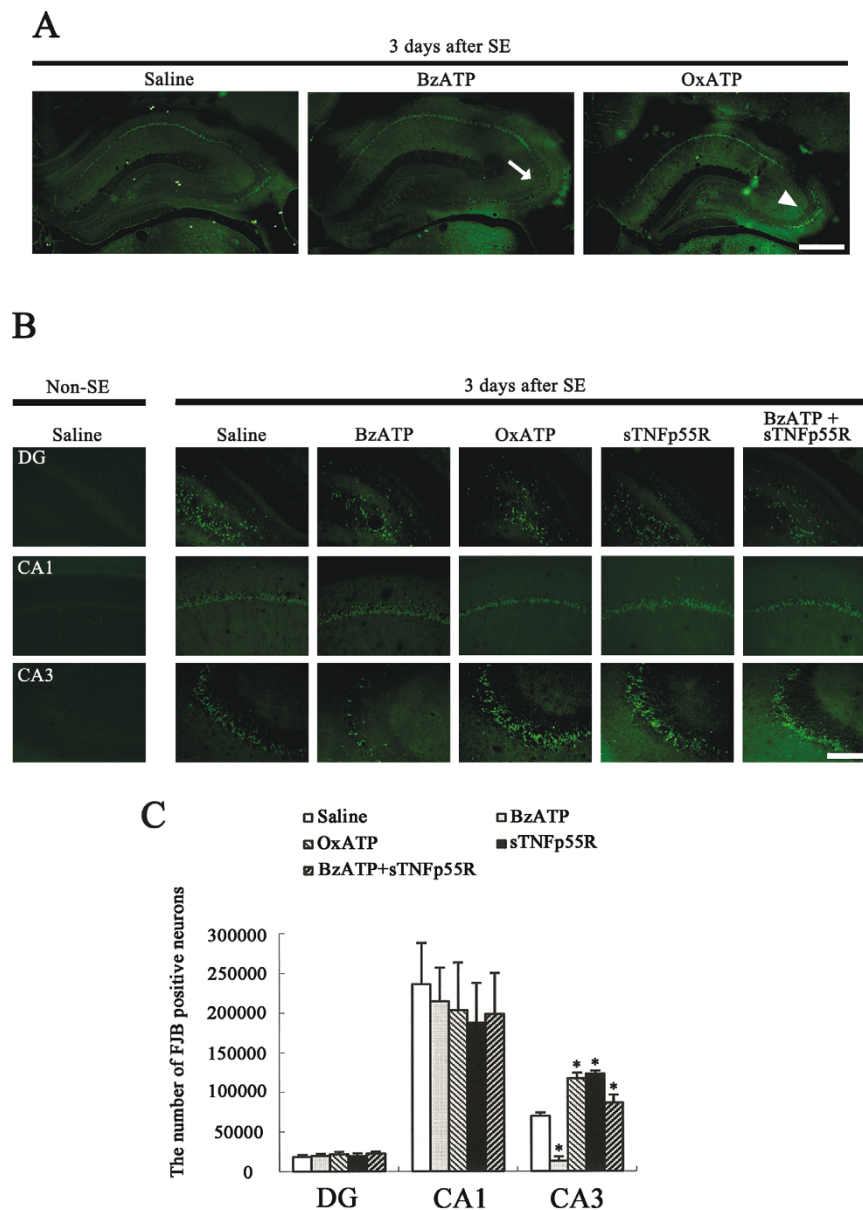 A
3 days after SE
Saline BzATP OxATP
B
Non-SE 3 days after SE
Saline Saline BzATP OxATP sTNFp55R BzATP +
sTNFp55R
DG
CA1
CA3
C
Saline BzATP
OxATP sTNFp55R
BzATP+sTNFp55R
The number of FJB positive neurons
300000
250000
200000
150000
100000
50000
0
* * * *
DG CA1 CA3